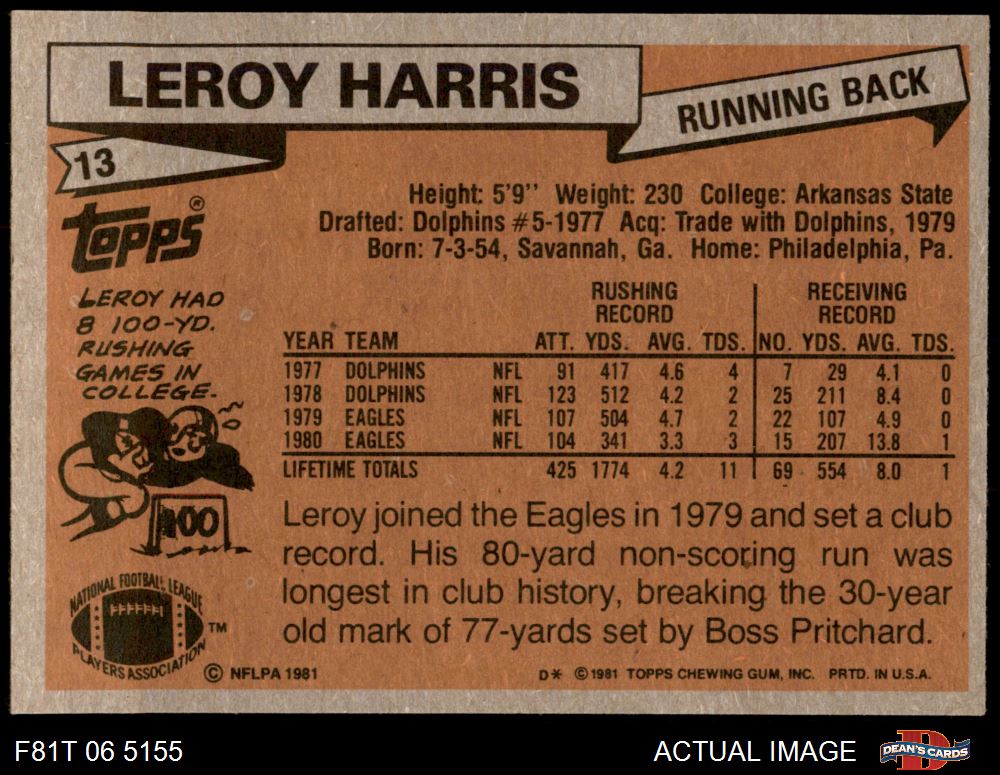 LEROY HARRIS
RUNNING BACK
13
TOPPS®
Height: 5'9'' Weight: 230 College: Arkansas State
Drafted: Dolphins #5-1977 Acq: Trade with Dolphins, 1979
Born: 7-3-54, Savannah, Ga. Home: Philadelphia, Pa.
LEROY HAD
8 100-YD.
RUSHING
GAMES IN
COLLEGE.
100
RUSHING RECEIVING
RECORD RECORD
YEAR TEAM ATT. YDS. AVG. TDS. NO. YDS. AVG. TDS.
1977 DOLPHINS NFL 91 417 4.6 4 7 29 4.1 0
1978 DOLPHINS NFL 123 512 4.2 2 25 211 8.4 0
1979 EAGLES NFL 107 504 4.7 2 22 107 4.9 0
1980 EAGLES NFL 104 341 3.3 3 15 207 13.8 1
LIFETIME TOTALS 425 1774 4.2 11 69 554 8.0 1
Leroy joined the Eagles in 1979 and set a club
record. His 80-yard non-scoring run was
longest in club history, breaking the 30-year
old mark of 77-yards set by Boss Pritchard.
NATIONAL FOOTBALL LEAGUE
PLAYERS ASSOCIATION
TM
© NFLPA 1981
D* © 1981 TOPPS CHEWING GUM, INC. PRTD. IN U.S.A.
F81T 06 5155
ACTUAL IMAGE
D
DEAN'S CARDS